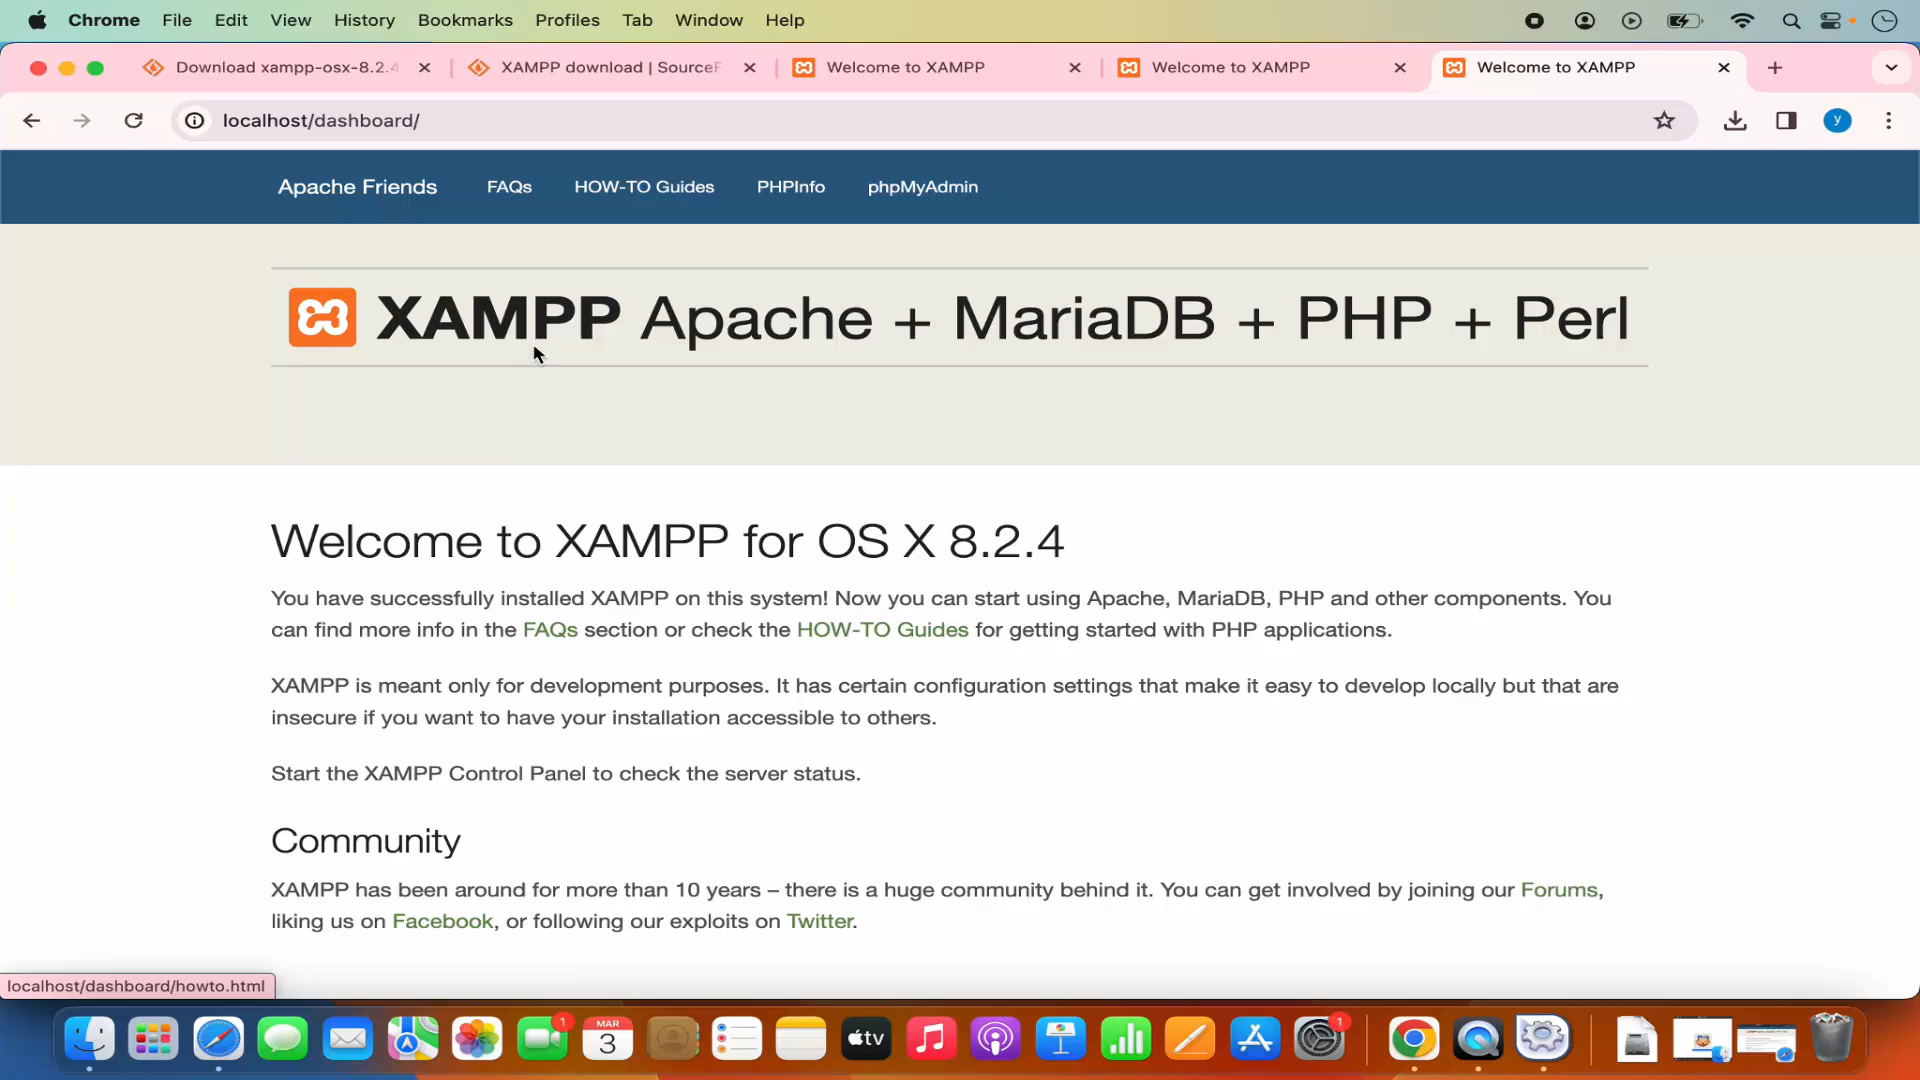 Chrome File Edit View History Bookmarks Profiles Tab Window Help
Download xampp-osx-8.2.4 XAMPP download | SourceF Welcome to XAMPP Welcome to XAMPP Welcome to XAMPP
localhost/dashboard/ y
Apache Friends FAQs HOW-TO Guides PHPInfo phpMyAdmin
XAMPP Apache + MariaDB + PHP + Perl
Welcome to XAMPP for OS X 8.2.4
You have successfully installed XAMPP on this system! Now you can start using Apache, MariaDB, PHP and other components. You
can find more info in the FAQs section or check the HOW-TO Guides for getting started with PHP applications.
XAMPP is meant only for development purposes. It has certain configuration settings that make it easy to develop locally but that are
insecure if you want to have your installation accessible to others.
Start the XAMPP Control Panel to check the server status.
Community
XAMPP has been around for more than 10 years – there is a huge community behind it. You can get involved by joining our Forums,
liking us on Facebook, or following our exploits on Twitter.
localhost/dashboard/howto.html
1 MAR 3 tv 1